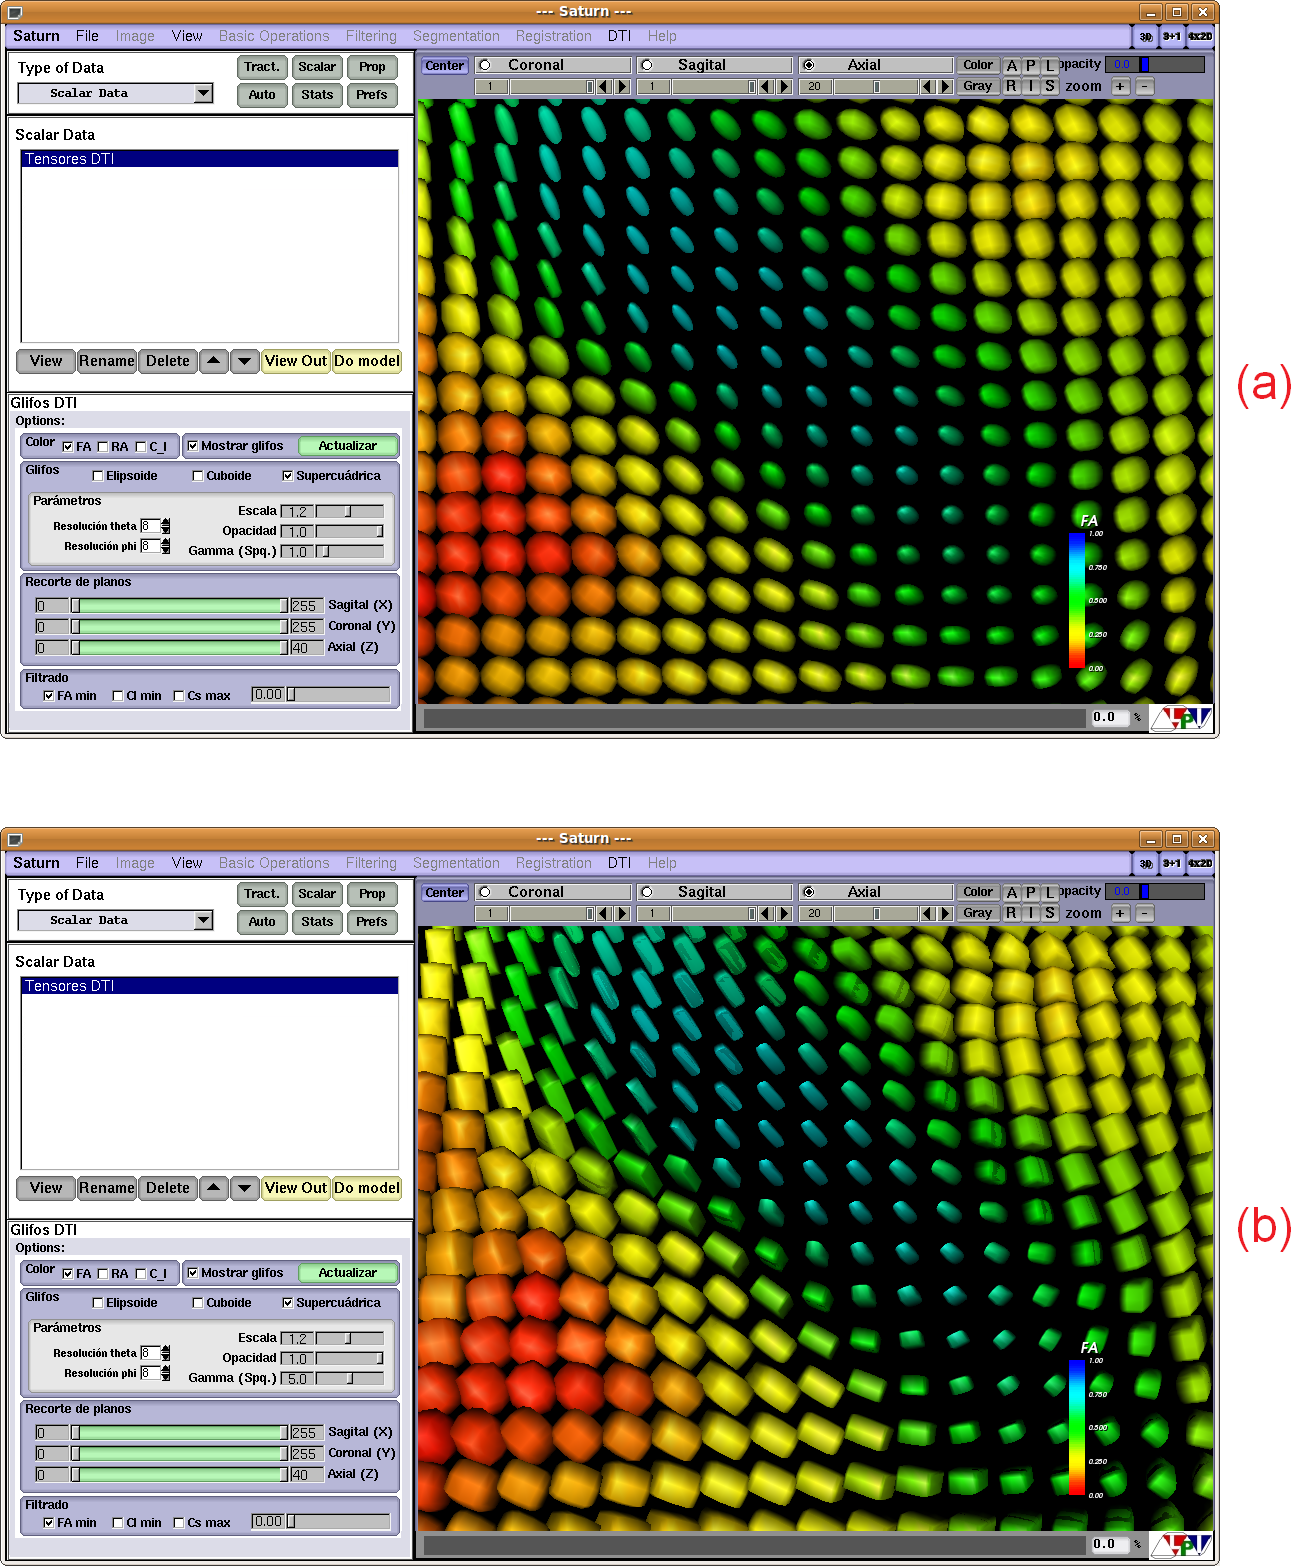 --- Saturn ---
Saturn File Image View Basic Operations Filtering Segmentation Registration DTI Help 3D 3+1 4x2D
Type of Data Tract. Scalar Prop Center Coronal Sagital Axial Color A P L opacity 0.0
Scalar Data Auto Stats Prefs 1 1 20 Gray R I S zoom + -
Scalar Data
Tensores DTI
View Rename Delete View Out Do model
(a)
Glifos DTI
Options:
Color FA RA C_l Mostrar glifos Actualizar
Glifos Elipsoide Cuboide Supercuádrica
Parámetros
Escala 1.2
Resolución theta 8
Opacidad 1.0
Resolución phi 8
Gamma (Spq.) 1.0
FA
1.00
0.750
0.500
0.250
0.00
Recorte de planos
0 255 Sagital (X)
0 255 Coronal (Y)
0 40 Axial (Z)
Filtrado
FA min Cl min Cs max 0.00
0.0 %
LPI
--- Saturn ---
Saturn File Image View Basic Operations Filtering Segmentation Registration DTI Help 3D 3+1 4x2D
Type of Data Tract. Scalar Prop Center Coronal Sagital Axial Color A P L opacity 0.0
Scalar Data Auto Stats Prefs 1 1 20 Gray R I S zoom + -
Scalar Data
Tensores DTI
View Rename Delete View Out Do model
(b)
Glifos DTI
Options:
Color FA RA C_l Mostrar glifos Actualizar
Glifos Elipsoide Cuboide Supercuádrica
Parámetros
Escala 1.2
Resolución theta 8
Opacidad 1.0
Resolución phi 8
Gamma (Spq.) 5.0
FA
1.00
0.750
0.500
0.250
0.00
Recorte de planos
0 255 Sagital (X)
0 255 Coronal (Y)
0 40 Axial (Z)
Filtrado
FA min Cl min Cs max 0.00
0.0 %
LPI